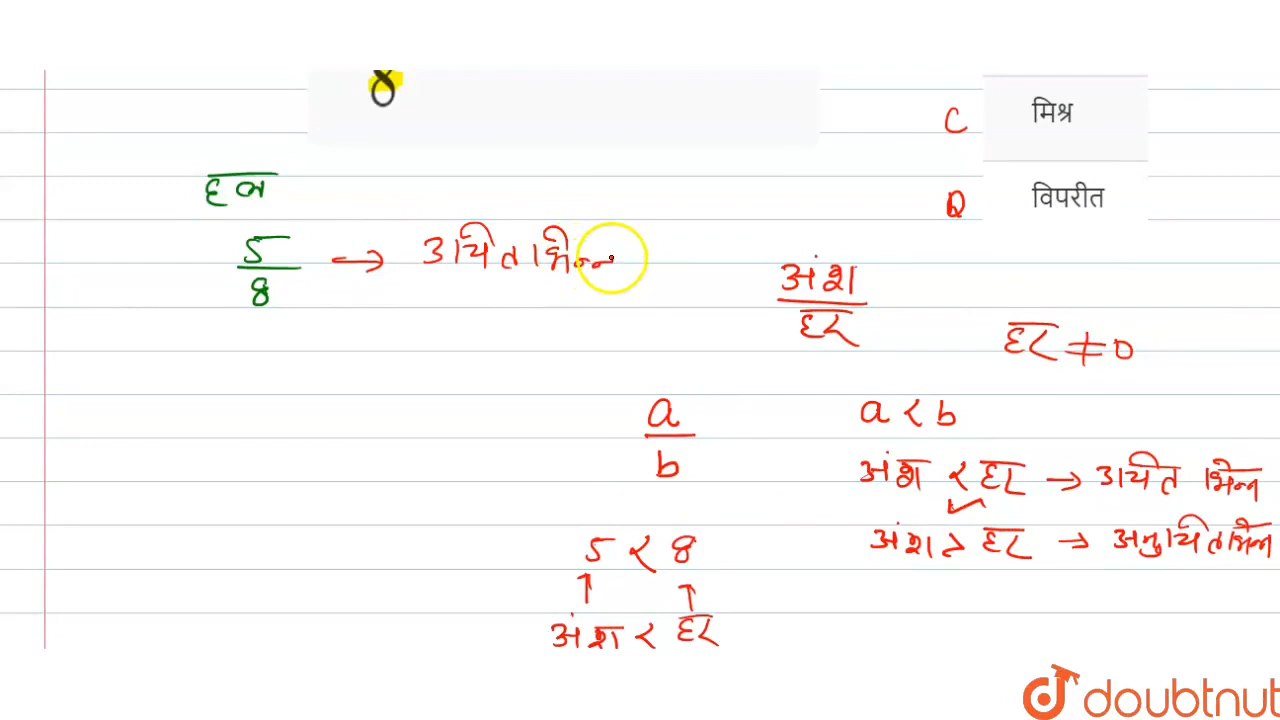 8
C मिश्र
D विपरीत
हल
5/8 → उचित भिन्न
अंश/हर
हर ≠ 0
a/b
a < b
अंश < हर → उचित भिन्न
अंश > हर → अनुचित भिन्न
5 < 8
↑ ↑
अंश < हर
doubtnut